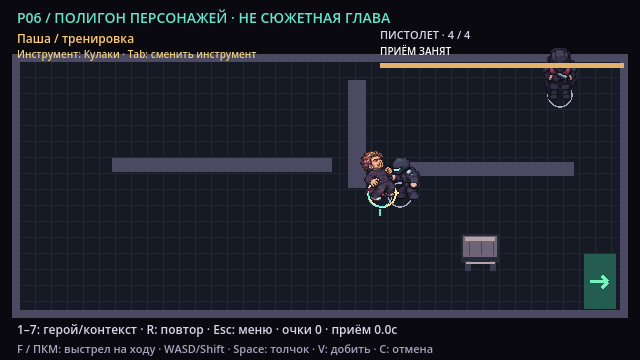 P06 / ПОЛИГОН ПЕРСОНАЖЕЙ · НЕ СЮЖЕТНАЯ ГЛАВА
Паша / тренировка
Инструмент: Кулаки · Tab: сменить инструмент
ПИСТОЛЕТ · 4 / 4
ПРИЁМ ЗАНЯТ
1–7: герой/контекст · R: повтор · Esc: меню · очки 0 · приём 0.0с
F / ПКМ: выстрел на ходу · WASD/Shift · Space: толчок · V: добить · C: отмена